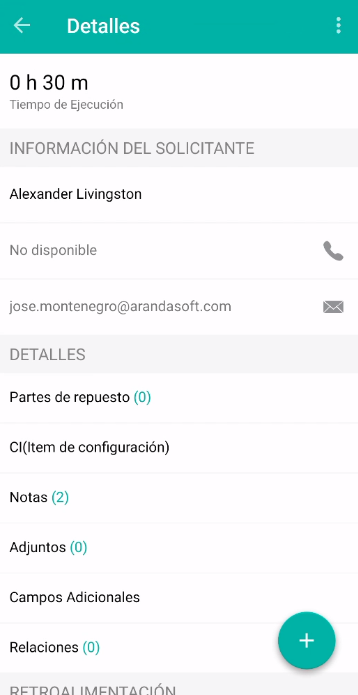 Detalles
0 h 30 m
Tiempo de Ejecución
INFORMACIÓN DEL SOLICITANTE
Alexander Livingston
No disponible
jose.montenegro@arandasoft.com
DETALLES
Partes de repuesto (0)
CI(Item de configuración)
Notas (2)
Adjuntos (0)
Campos Adicionales
Relaciones (0)
RETROALIMENTACIÓN